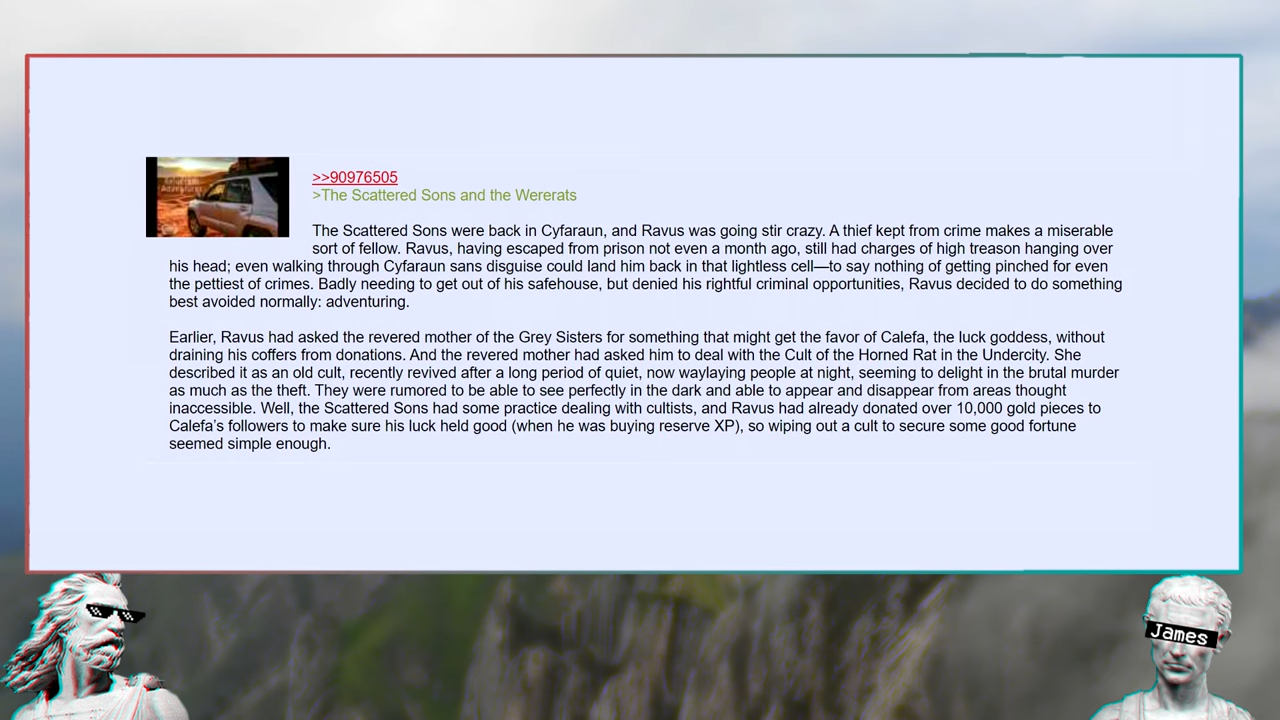 >>90976505
>The Scattered Sons and the Wererats
The Scattered Sons were back in Cyfaraun, and Ravus was going stir crazy. A thief kept from crime makes a miserable
sort of fellow. Ravus, having escaped from prison not even a month ago, still had charges of high treason hanging over
his head; even walking through Cyfaraun sans disguise could land him back in that lightless cell—to say nothing of getting pinched for even
the pettiest of crimes. Badly needing to get out of his safehouse, but denied his rightful criminal opportunities, Ravus decided to do something
best avoided normally: adventuring.
Earlier, Ravus had asked the revered mother of the Grey Sisters for something that might get the favor of Calefa, the luck goddess, without
draining his coffers from donations. And the revered mother had asked him to deal with the Cult of the Horned Rat in the Undercity. She
described it as an old cult, recently revived after a long period of quiet, now waylaying people at night, seeming to delight in the brutal murder
as much as the theft. They were rumored to be able to see perfectly in the dark and able to appear and disappear from areas thought
inaccessible. Well, the Scattered Sons had some practice dealing with cultists, and Ravus had already donated over 10,000 gold pieces to
Calefa's followers to make sure his luck held good (when he was buying reserve XP), so wiping out a cult to secure some good fortune
seemed simple enough.
James